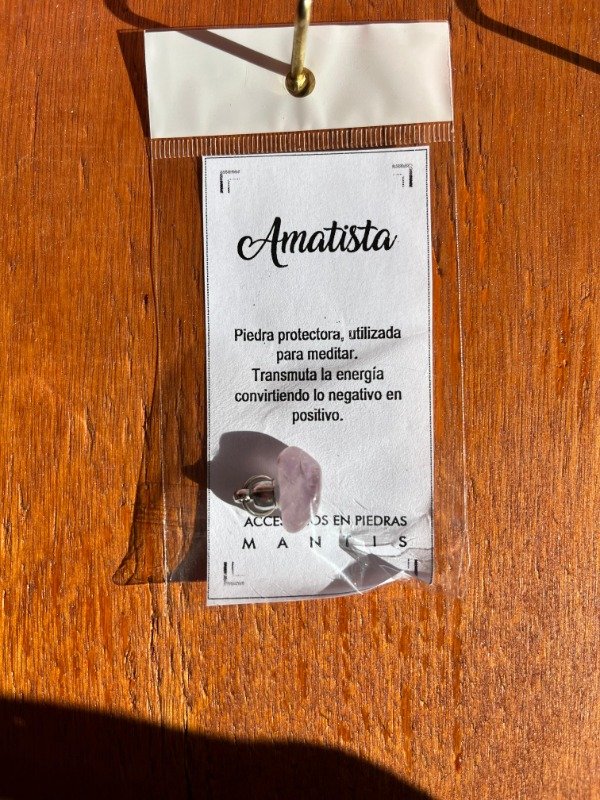 Amatista
Piedra protectora, utilizada
para meditar.
Transmuta la energía
convirtiendo lo negativo en
positivo.
EN PIEDRAS